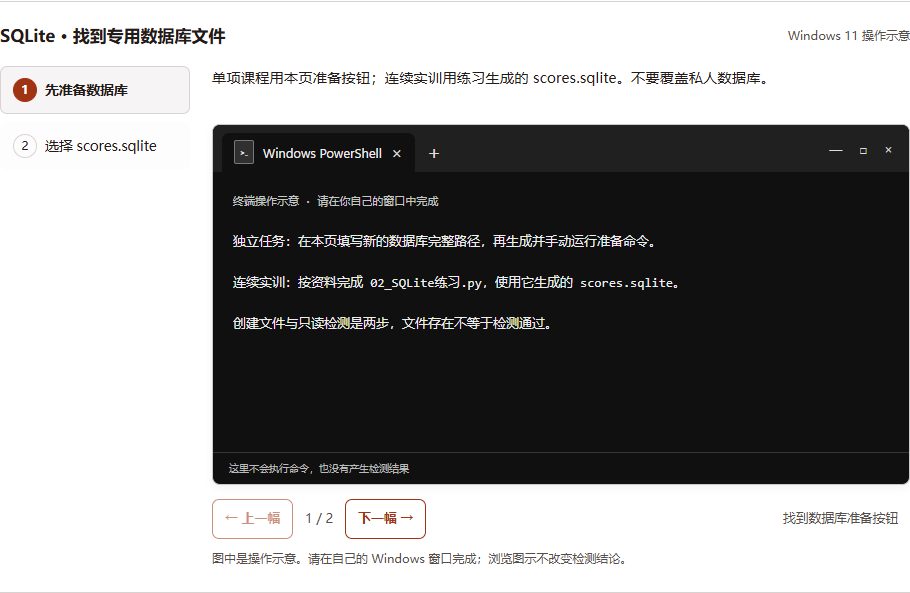 SQLite • 找到专用数据库文件
Windows 11 操作示意
1 先准备数据库
2 选择 scores.sqlite
单项课程用本页准备按钮；连续实训用练习生成的 scores.sqlite。不要覆盖私人数据库。
Windows PowerShell
终端操作示意 · 请在你自己的窗口中完成
独立任务：在本页填写新的数据库完整路径，再生成并手动运行准备命令。
连续实训：按资料完成 02_SQLite练习.py，使用它生成的 scores.sqlite。
创建文件与只读检测是两步，文件存在不等于检测通过。
这里不会执行命令，也没有产生检测结果
← 上一幅 1 / 2 下一幅 →
找到数据库准备按钮
图中是操作示意。请在自己的 Windows 窗口完成；浏览图示不改变检测结论。